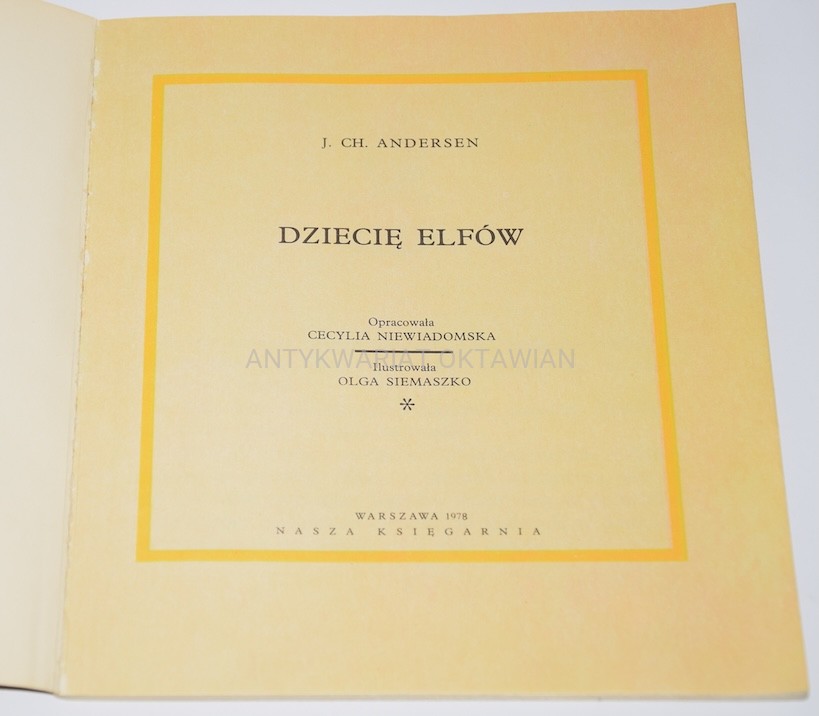 J. CH. ANDERSEN
DZIECIĘ ELFÓW
Opracowała
CECYLIA NIEWIADOMSKA
ANTYKWARIAT OKTAWIAN
Ilustrowała
OLGA SIEMASZKO
*
WARSZAWA 1978
NASZA KSIĘGARNIA